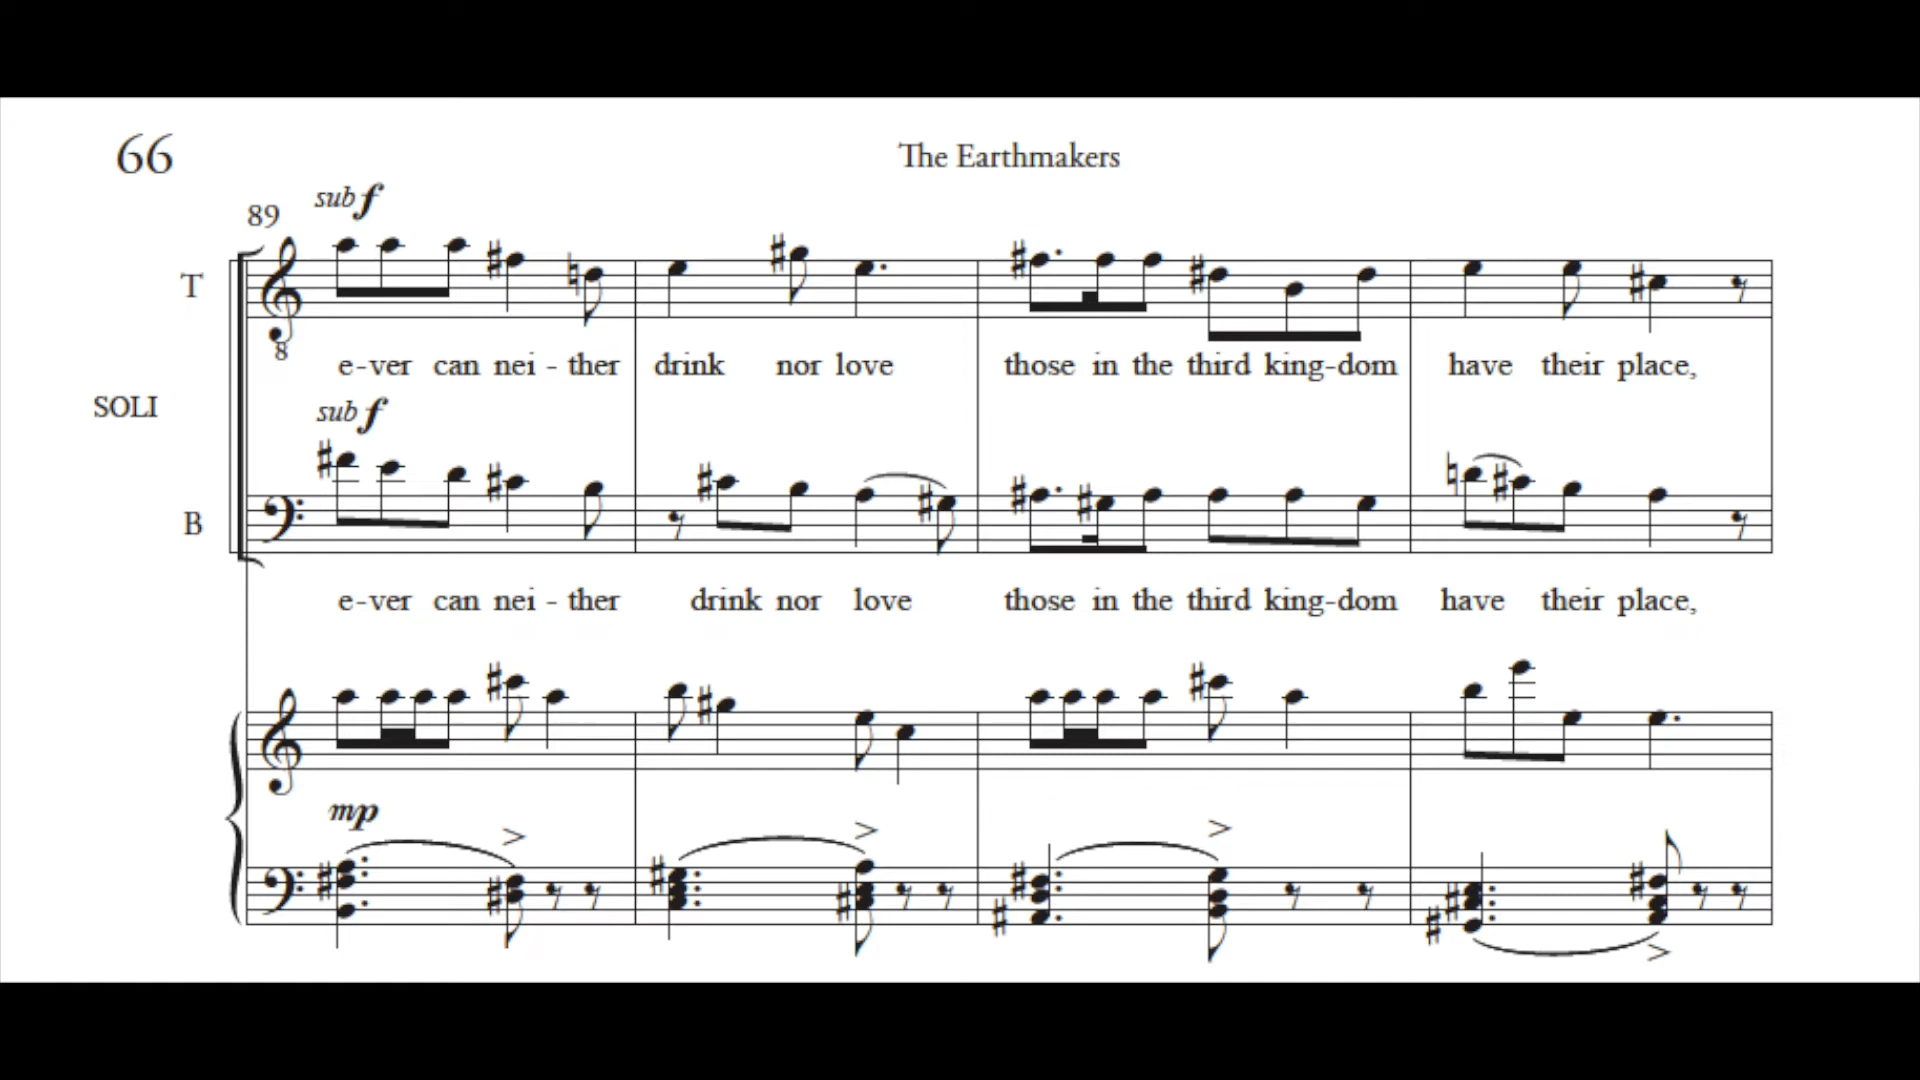 66
The Earthmakers
sub f
89
T
8
e-ver can nei - ther drink nor love those in the third king-dom have their place,
SOLI
sub f
B
e-ver can nei - ther drink nor love those in the third king-dom have their place,
mp